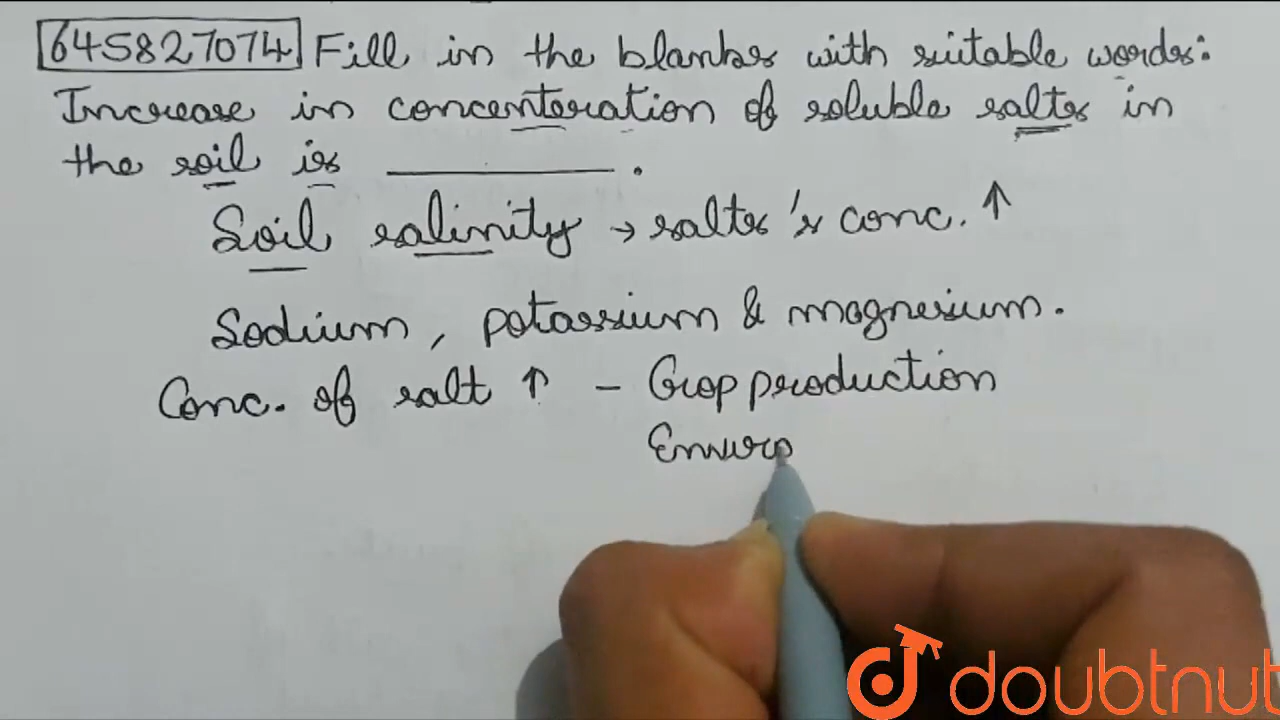 645827074 Fill in the blanks with suitable words:
Increase in concenteration of soluble salts in
the soil is ________ .
Soil salinity → salts's conc. ↑
Sodium, potassium & magnesium.
Conc. of salt ↑ - Crop production
Enviro
doubtnut